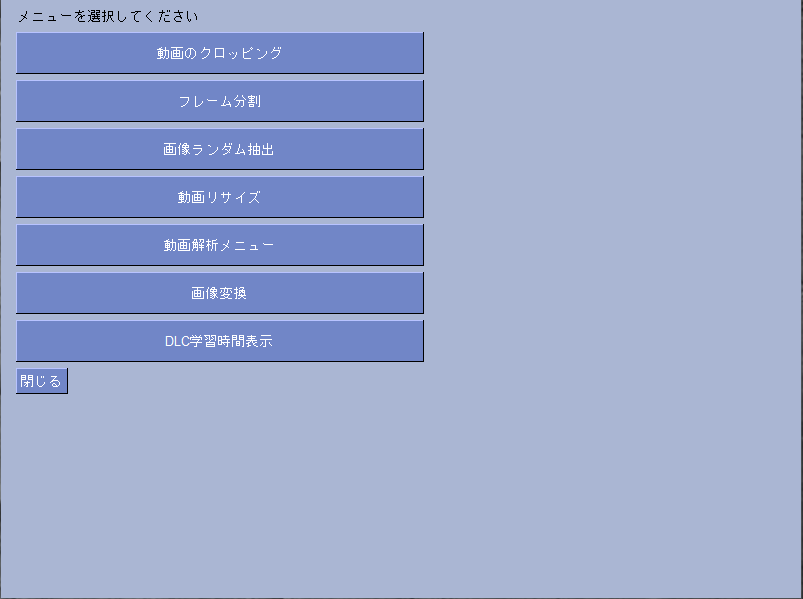 メニューを選択してください
動画のクロッピング
フレーム分割
画像ランダム抽出
動画リサイズ
動画解析メニュー
画像変換
DLC学習時間表示
閉じる